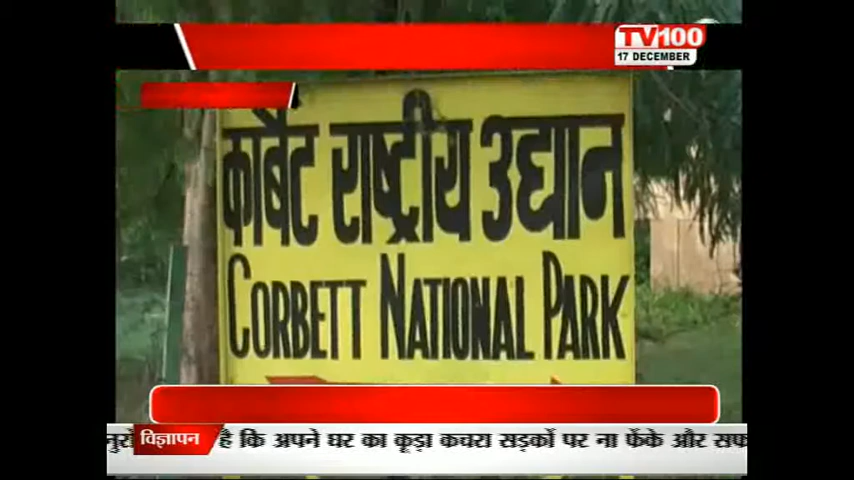 TV100
17 DECEMBER
कार्बेट राष्ट्रीय उद्यान
CORBETT NATIONAL PARK
विज्ञापन
है कि अपने घर का कूड़ा कचरा सड़कों पर ना फेंके और